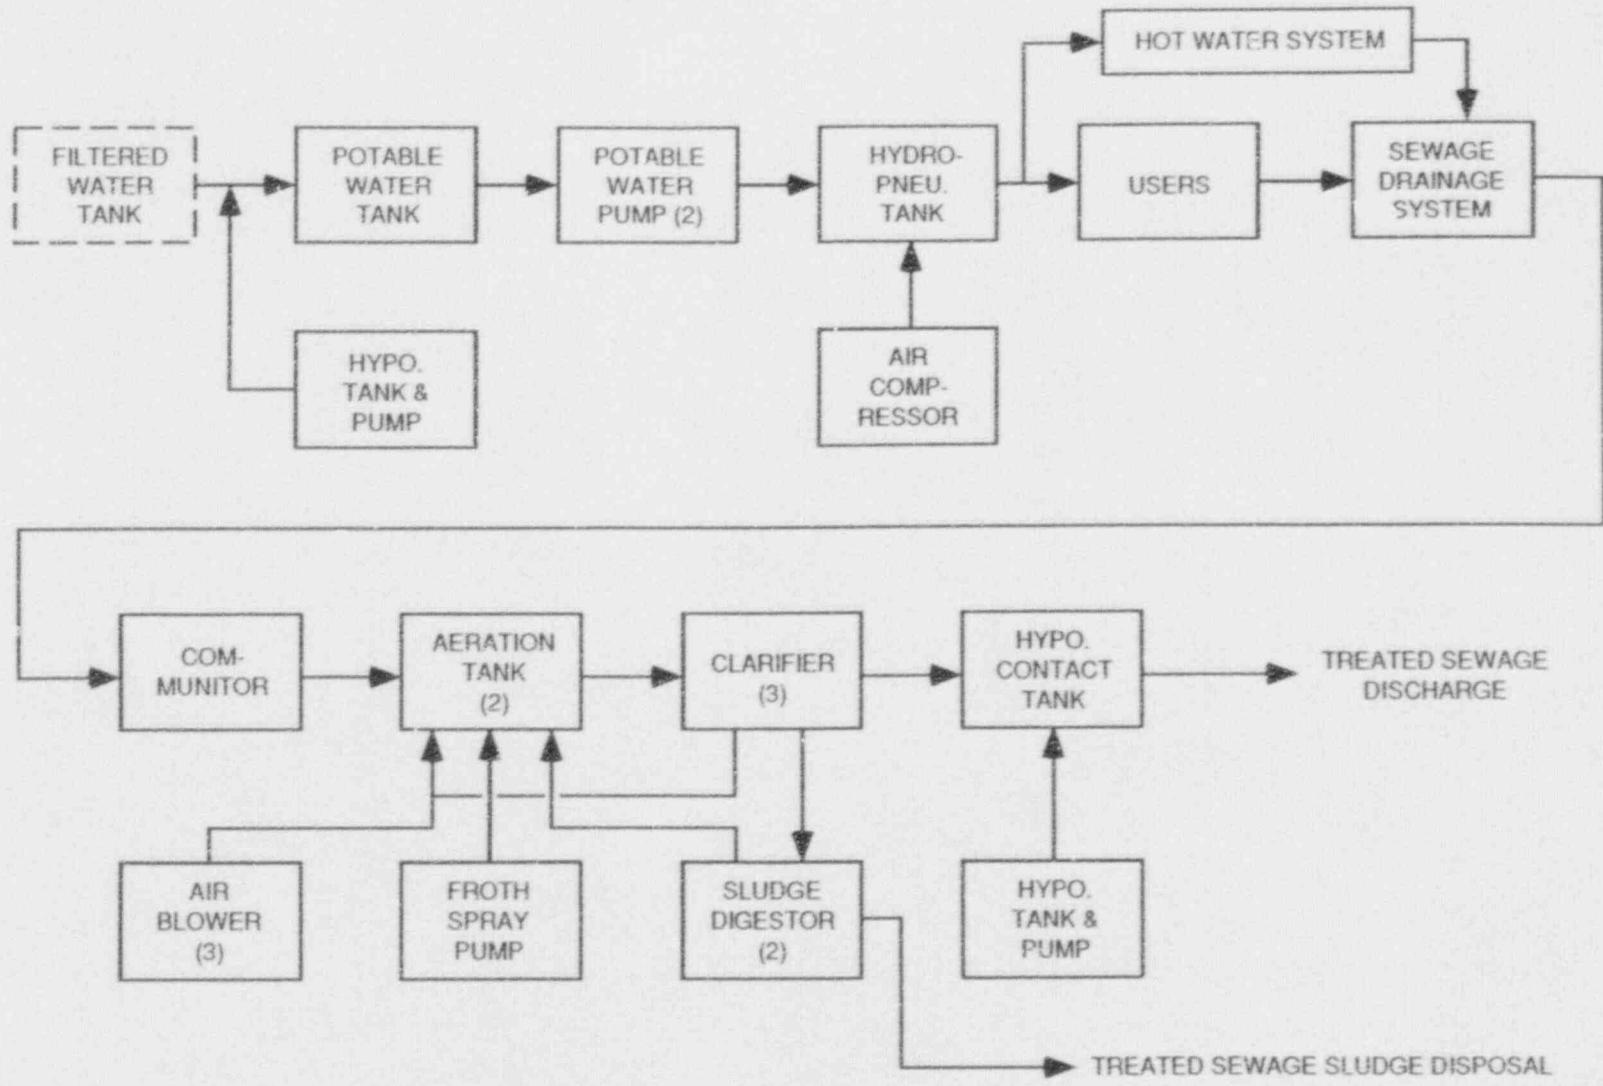 HOT WATER SYSTEM
FILTERED
WATER
TANK
POTABLE
WATER
TANK
POTABLE
WATER
PUMP (2)
HYDRO-
PNEU.
TANK
USERS
SEWAGE
DRAINAGE
SYSTEM
HYPO.
TANK &
PUMP
AIR
COMP-
RESSOR
COM-
MUNITOR
AERATION
TANK
(2)
CLARIFIER
(3)
HYPO.
CONTACT
TANK
TREATED SEWAGE
DISCHARGE
AIR
BLOWER
(3)
FROTH
SPRAY
PUMP
SLUDGE
DIGESTOR
(2)
HYPO.
TANK &
PUMP
TREATED SEWAGE SLUDGE DISPOSAL